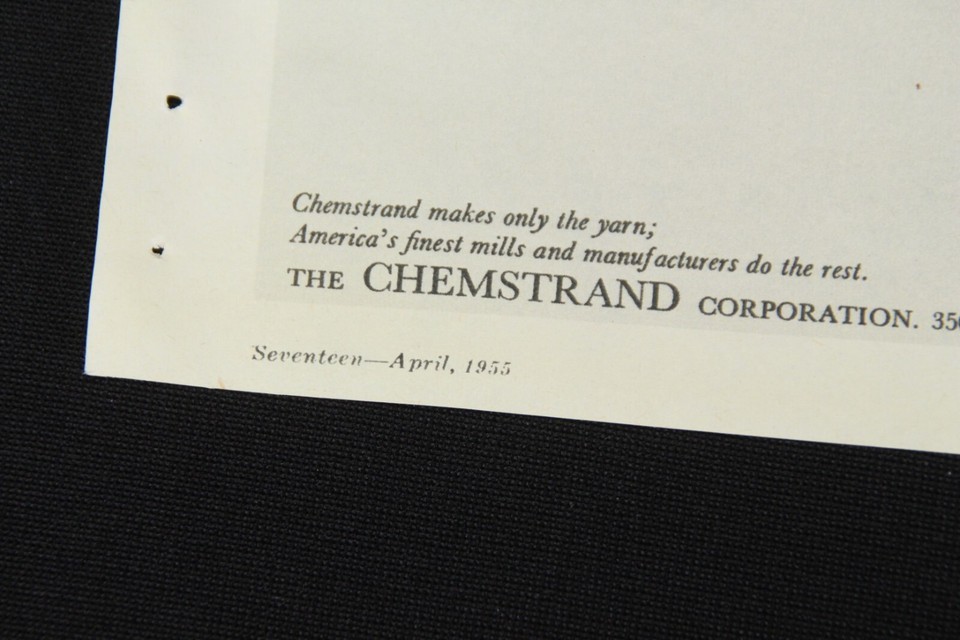 Chemstrand makes only the yarn;
America's finest mills and manufacturers do the rest.
THE CHEMSTRAND CORPORATION.
Seventeen—April, 1955